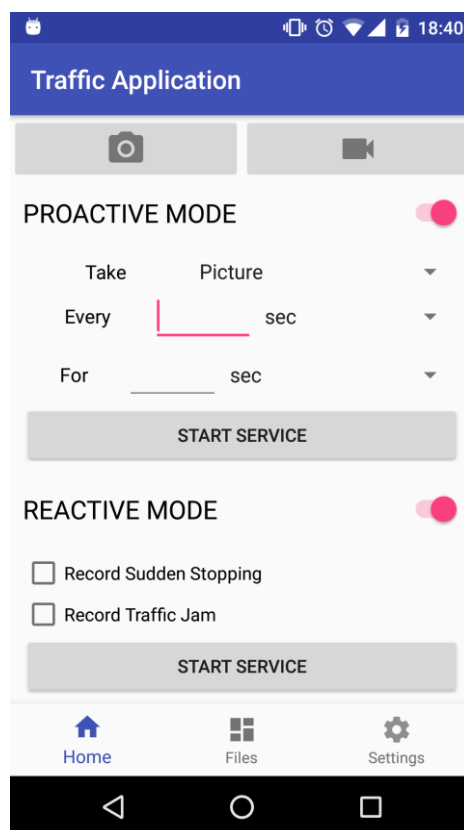 18:40
Traffic Application
PROACTIVE MODE
Take Picture
Every sec
For sec
START SERVICE
REACTIVE MODE
Record Sudden Stopping
Record Traffic Jam
START SERVICE
Home Files Settings